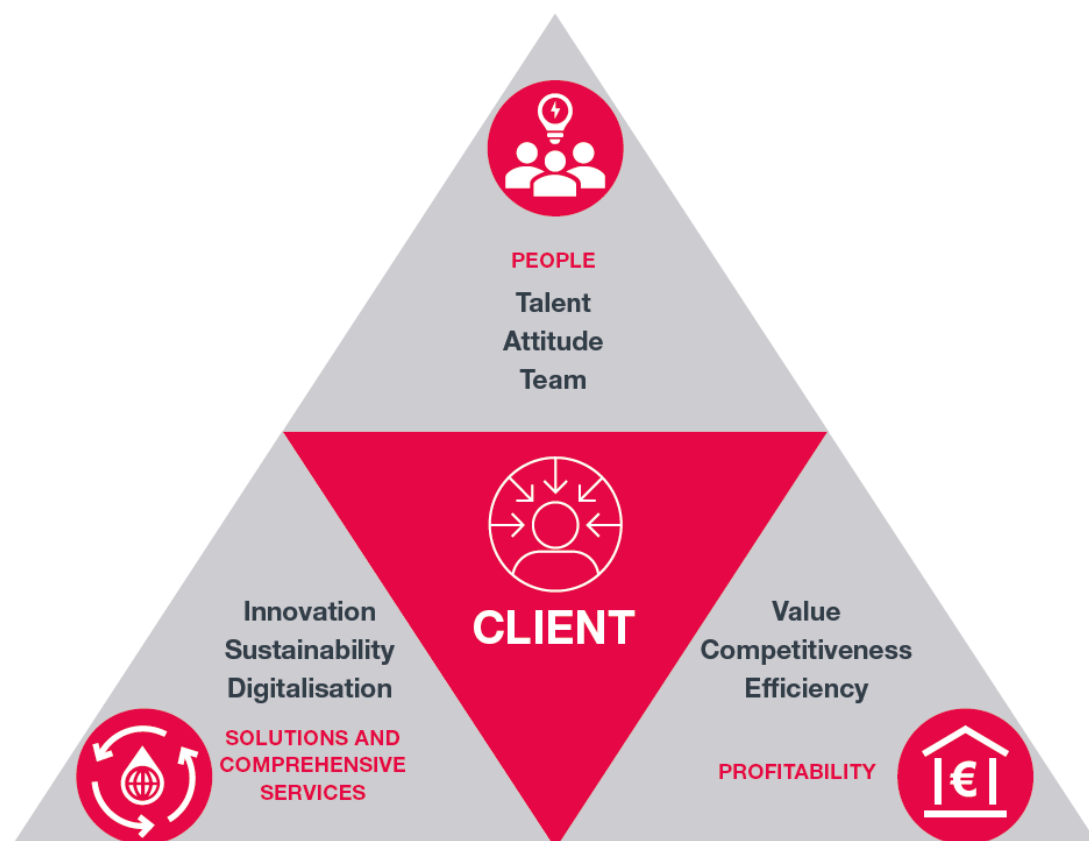 PEOPLE
Talent
Attitude
Team
CLIENT
Innovation
Sustainability
Digitalisation
SOLUTIONS AND
COMPREHENSIVE
SERVICES
Value
Competitiveness
Efficiency
PROFITABILITY
€